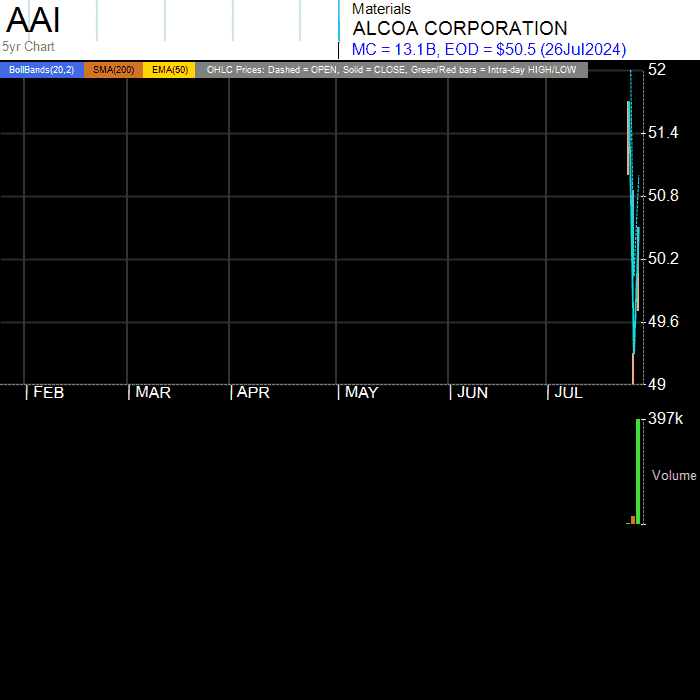 AAI
5yr Chart
Materials
ALCOA CORPORATION
MC = 13.1B, EOD = $50.5 (26Jul2024)
BollBands(20,2) SMA(200) EMA(50) OHLC Prices: Dashed = OPEN, Solid = CLOSE, Green/Red bars = Intra-day HIGH/LOW
52
51.4
50.8
50.2
49.6
49
FEB MAR APR MAY JUN JUL
397k
Volume